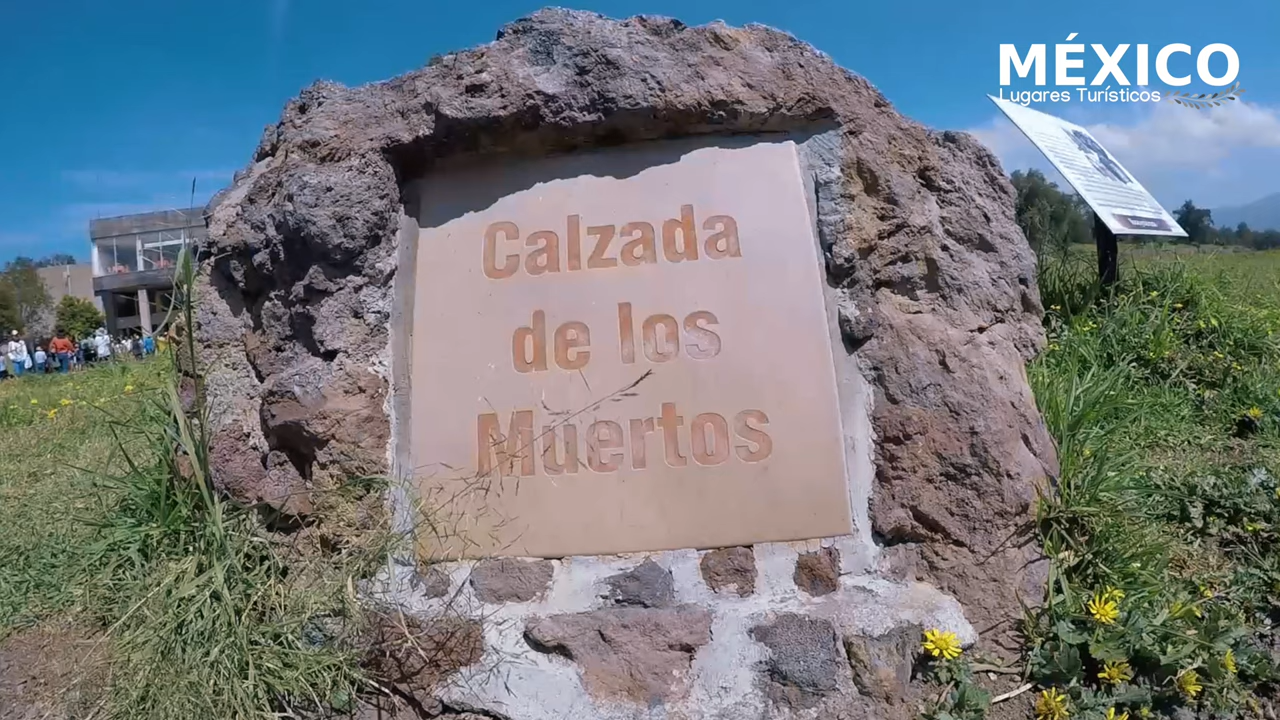 MÉXICO
Lugares Turísticos
Calzada
de los
Muertos